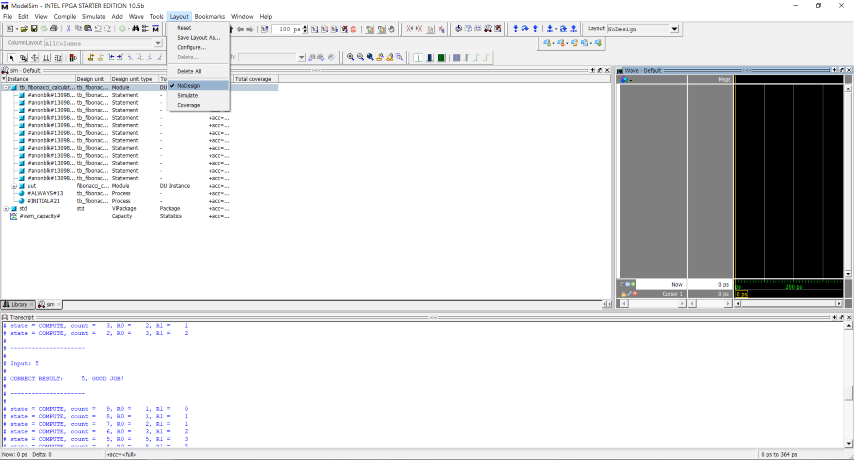 ModelSim - INTEL FPGA STARTER EDITION 10.5b
File Edit View Compile Simulate Add Wave Tools Layout Bookmarks Window Help
100 ps
Layout NoDesign
ColumnLayout AllColumns
Reset
Save Layout As...
Configure...
Delete...
Delete All
NoDesign
Simulate
Coverage
sim - Default
Instance Design unit Design unit type Total coverage
tb_fibonacci_calculat... tb_fibonac... Module DU
#anonblk#13098... tb_fibonac... Statement - +acc=...
#anonblk#13098... tb_fibonac... Statement - +acc=...
#anonblk#13098... tb_fibonac... Statement - +acc=...
#anonblk#13098... tb_fibonac... Statement - +acc=...
#anonblk#13098... tb_fibonac... Statement - +acc=...
#anonblk#13098... tb_fibonac... Statement - +acc=...
#anonblk#13098... tb_fibonac... Statement - +acc=...
#anonblk#13098... tb_fibonac... Statement - +acc=...
#anonblk#13098... tb_fibonac... Statement - +acc=...
#anonblk#13098... tb_fibonac... Statement - +acc=...
#anonblk#13098... tb_fibonac... Statement - +acc=...
#anonblk#13098... tb_fibonac... Statement - +acc=...
uut fibonacci_c... Module DU Instance +acc=...
#ALWAYS#13 tb_fibonac... Process - +acc=...
#INITIAL#21 tb_fibonac... Process - +acc=...
std std VIPackage Package +acc=...
#vsim_capacity# Capacity Statistics +acc=...
Wave - Default
Msgs
Now 0 ps
Cursor 1 0 ps
ps 200 ps
0 ps
Library sim
Transcript
# state = COMPUTE, count = 3, R0 = 2, R1 = 1
# state = COMPUTE, count = 2, R0 = 3, R1 = 2
#
# ---------------------
#
# Input: 5
#
# CORRECT RESULT: 5, GOOD JOB!
#
# ---------------------
#
# state = COMPUTE, count = 9, R0 = 1, R1 = 0
# state = COMPUTE, count = 8, R0 = 1, R1 = 1
# state = COMPUTE, count = 7, R0 = 2, R1 = 1
# state = COMPUTE, count = 6, R0 = 3, R1 = 2
# state = COMPUTE, count = 5, R0 = 5, R1 = 3
# state = COMPUTE, count = 4, R0 = 8, R1 = 5
Now: 0 ps Delta: 0 +acc=<full> 0 ps to 364 ps